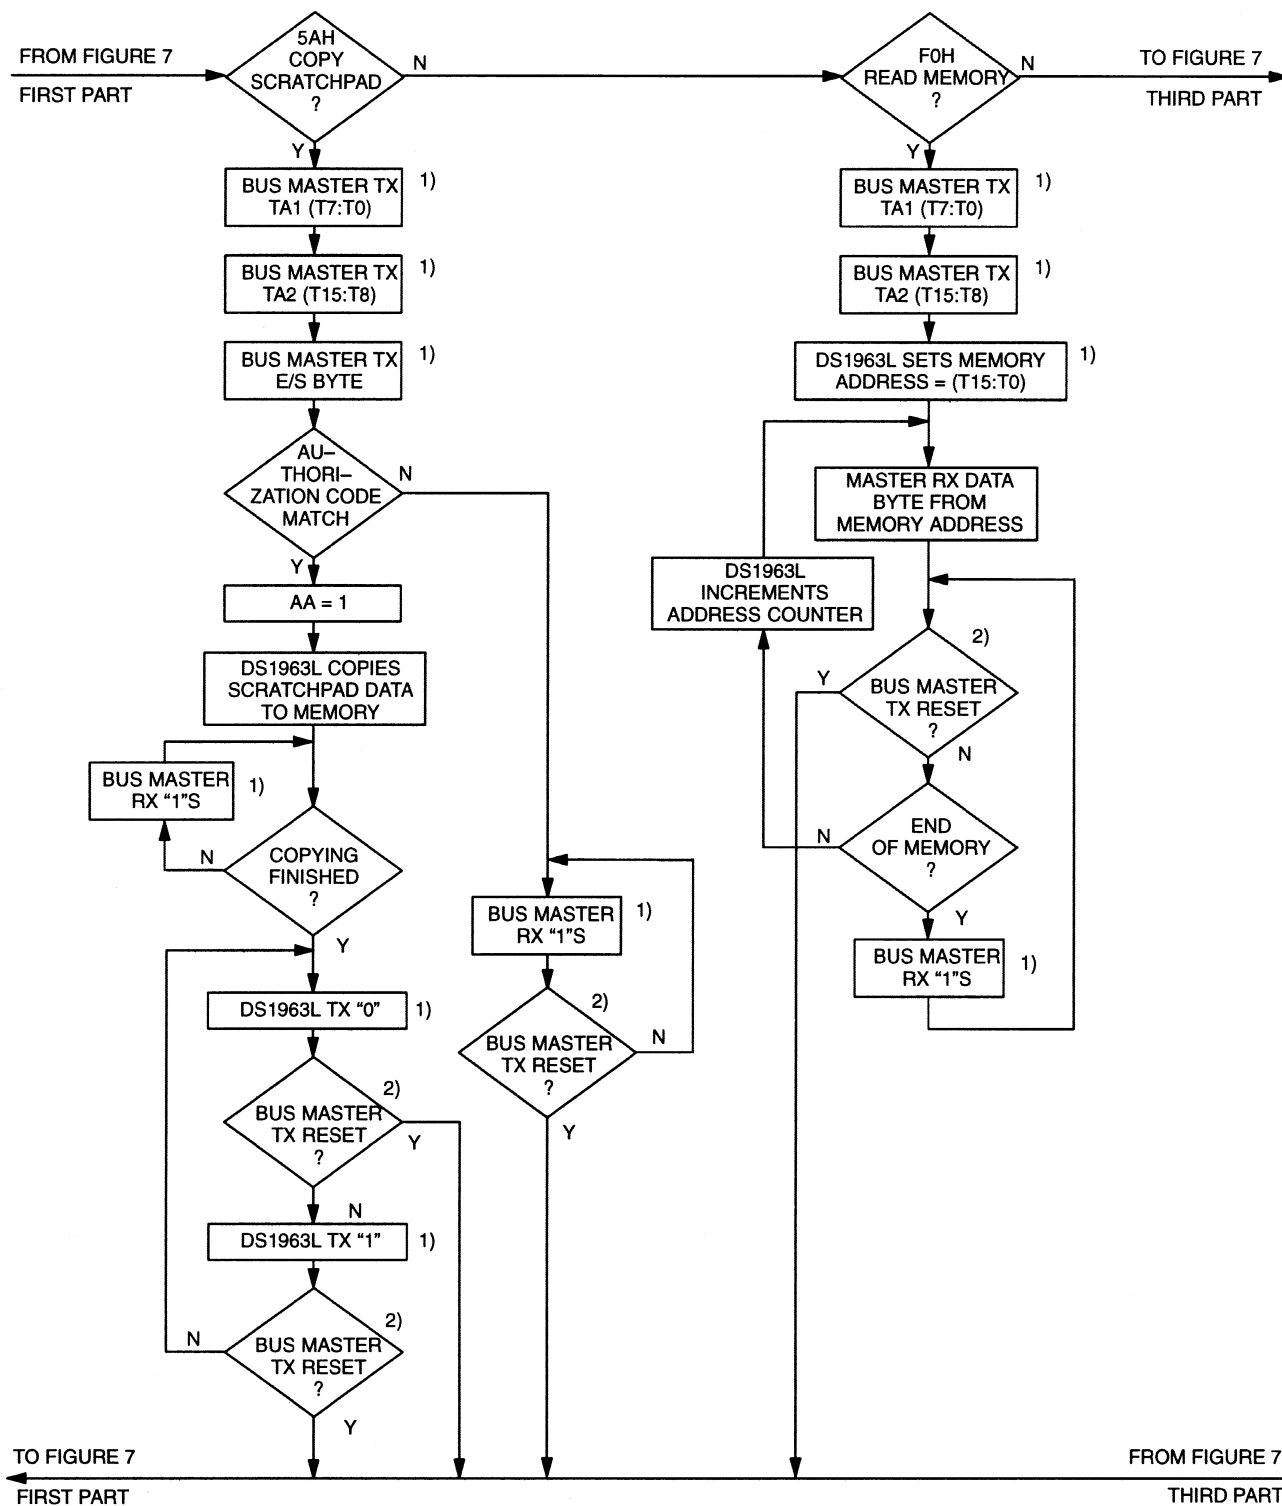 FROM FIGURE 7
FIRST PART
5AH
COPY
SCRATCHPAD
?
N
Y
F0H
READ MEMORY
?
N
Y
TO FIGURE 7
THIRD PART
BUS MASTER TX
TA1 (T7:T0)
1)
BUS MASTER TX
TA2 (T15:T8)
1)
BUS MASTER TX
E/S BYTE
1)
AU–
THORI–
ZATION CODE
MATCH
N
Y
AA = 1
DS1963L COPIES
SCRATCHPAD DATA
TO MEMORY
BUS MASTER
RX “1”S
1)
N
COPYING
FINISHED
?
Y
DS1963L TX “0”
1)
2)
BUS MASTER
TX RESET
?
Y
N
DS1963L TX “1”
1)
2)
N
BUS MASTER
TX RESET
?
Y
BUS MASTER
RX “1”S
1)
2)
BUS MASTER
TX RESET
?
N
Y
BUS MASTER TX
TA1 (T7:T0)
1)
BUS MASTER TX
TA2 (T15:T8)
1)
DS1963L SETS MEMORY
ADDRESS = (T15:T0)
1)
MASTER RX DATA
BYTE FROM
MEMORY ADDRESS
DS1963L
INCREMENTS
ADDRESS COUNTER
2)
Y
BUS MASTER
TX RESET
?
N
N
END
OF MEMORY
?
Y
BUS MASTER
RX “1”S
1)
TO FIGURE 7
FIRST PART
FROM FIGURE 7
THIRD PART